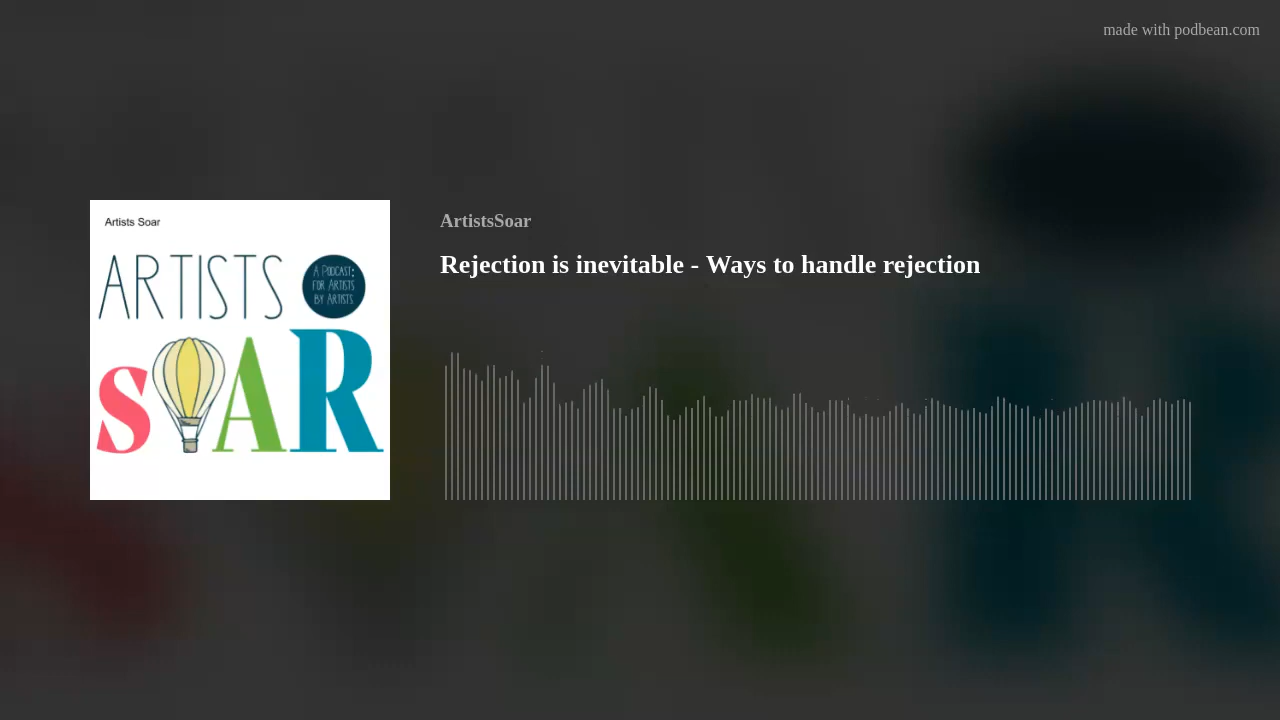 made with podbean.com
Artists Soar
ARTISTS
A PODCAST:
FOR ARTISTS
BY ARTISTS
SOAR
ArtistsSoar
Rejection is inevitable - Ways to handle rejection